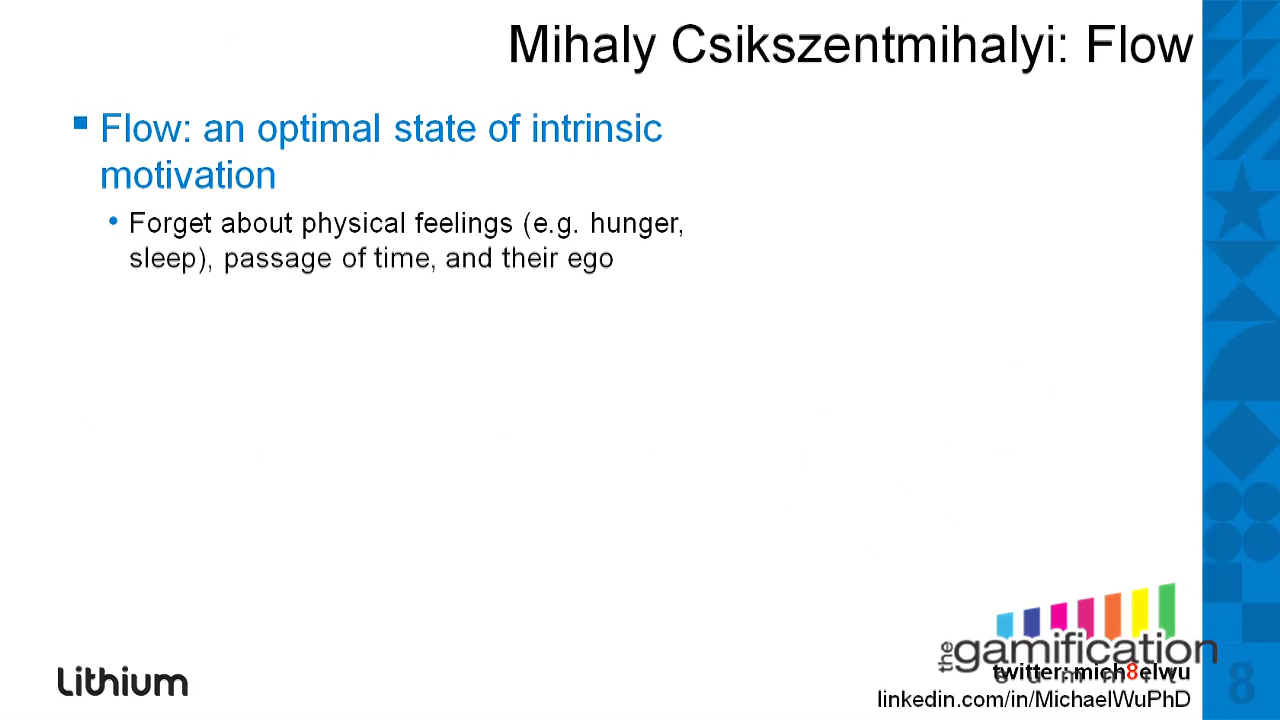 Mihaly Csikszentmihalyi: Flow
Flow: an optimal state of intrinsic
motivation
Forget about physical feelings (e.g. hunger,
sleep), passage of time, and their ego
the gamification
summit
twitter: mich8elwu
linkedin.com/in/MichaelWuPhD
Lithium
8